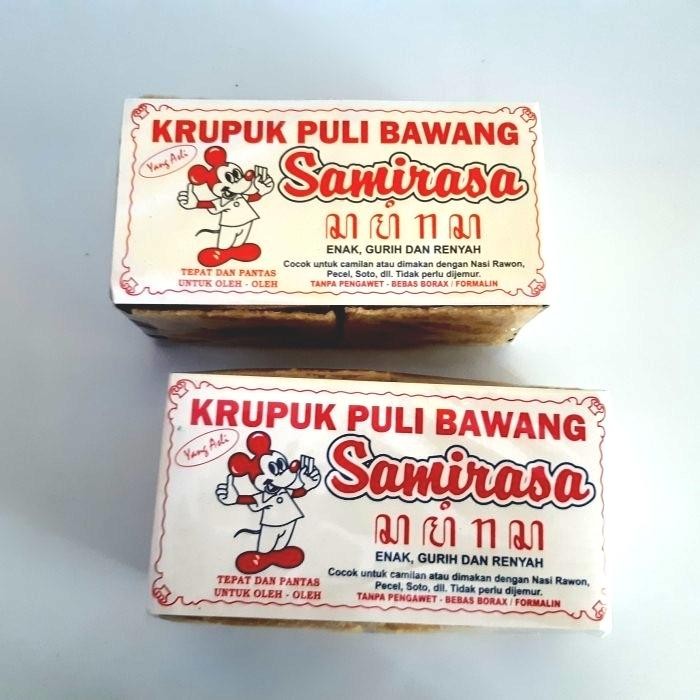 KRUPUK PULI BAWANG
Yang Asli
Samirasa
ꦱꦩꦶꦫꦱ
ENAK, GURIH DAN RENYAH
Cocok untuk camilan atau dimakan dengan Nasi Rawon,
Pecel, Soto, dll. Tidak perlu dijemur.
TANPA PENGAWET - BEBAS BORAX / FORMALIN
TEPAT DAN PANTAS
UNTUK OLEH - OLEH
KRUPUK PULI BAWANG
Yang Asli
Samirasa
ꦱꦩꦶꦫꦱ
ENAK, GURIH DAN RENYAH
Cocok untuk camilan atau dimakan dengan Nasi Rawon,
Pecel, Soto, dll. Tidak perlu dijemur.
TANPA PENGAWET - BEBAS BORAX / FORMALIN
TEPAT DAN PANTAS
UNTUK OLEH - OLEH